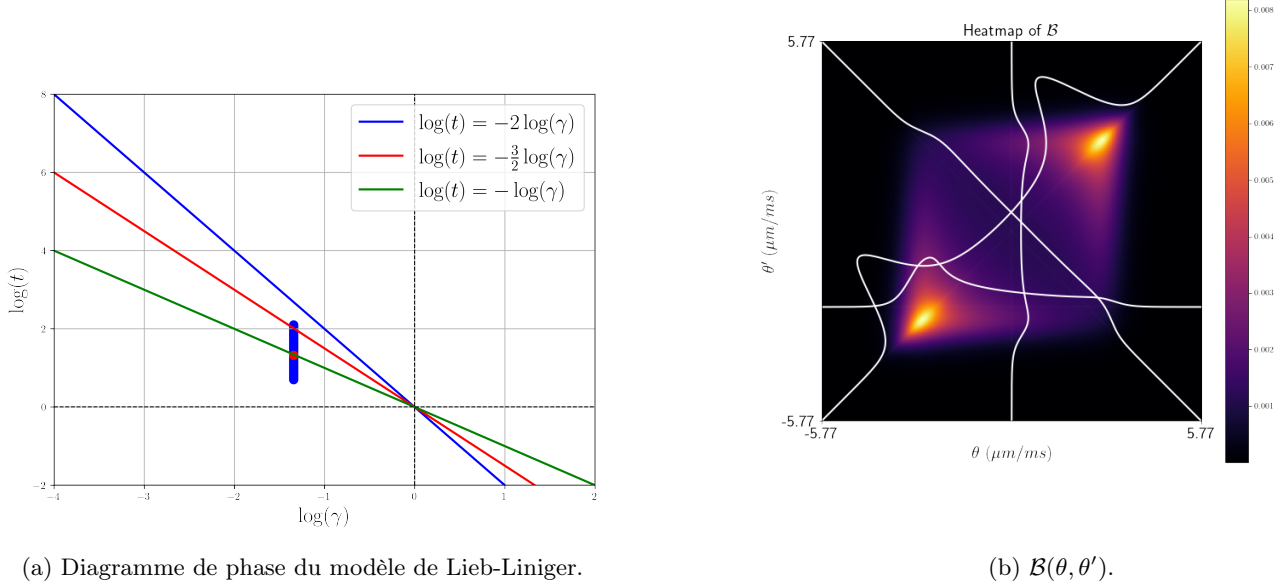 8
6
4
2
0
−2
−4
−3
−2
−1
0
1
2
log(t)
log(γ)
log(t) = −2 log(γ)
log(t) = −3/2 log(γ)
log(t) = − log(γ)
(a) Diagramme de phase du modèle de Lieb-Liniger.
Heatmap of ℬ
5.77
-5.77
-5.77
5.77
θ′ (μm/ms)
θ (μm/ms)
0.008
0.007
0.006
0.005
0.004
0.003
0.002
0.001
(b) ℬ(θ, θ′).